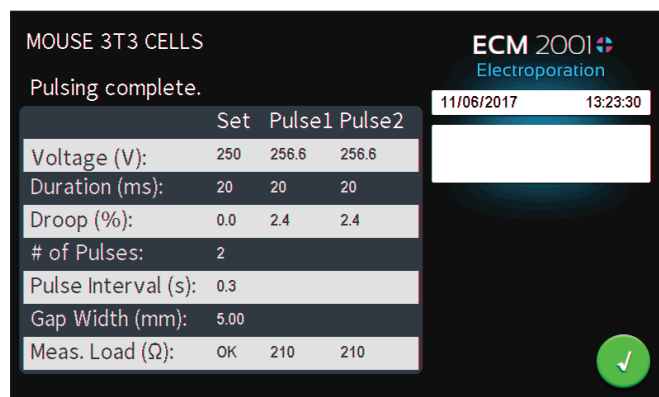 MOUSE 3T3 CELLS
ECM 2001
Electroporation
Pulsing complete.
11/06/2017 13:23:30
Set Pulse1 Pulse2
Voltage (V): 250 256.6 256.6
Duration (ms): 20 20 20
Droop (%): 0.0 2.4 2.4
# of Pulses: 2
Pulse Interval (s): 0.3
Gap Width (mm): 5.00
Meas. Load (Ω): OK 210 210